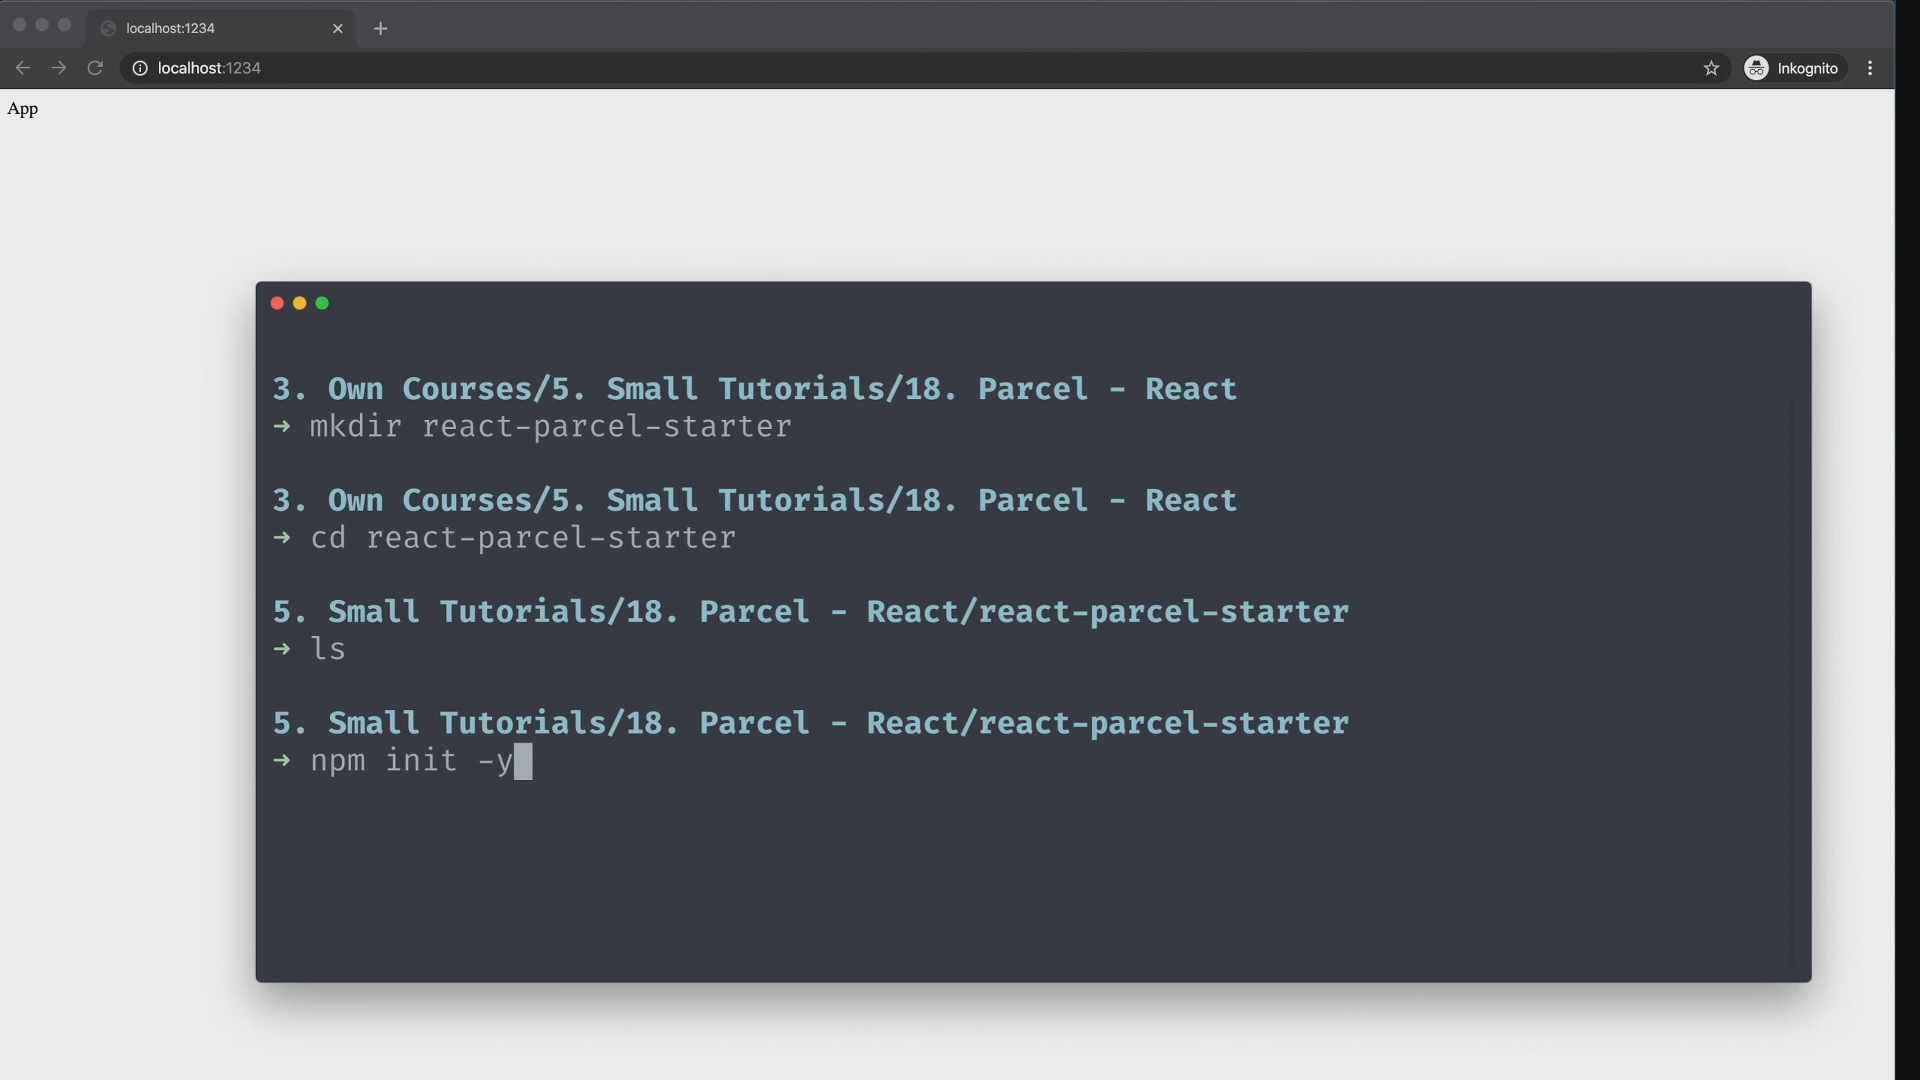 localhost:1234
localhost:1234
Inkognito
App
3. Own Courses/5. Small Tutorials/18. Parcel - React
➜ mkdir react-parcel-starter
3. Own Courses/5. Small Tutorials/18. Parcel - React
➜ cd react-parcel-starter
5. Small Tutorials/18. Parcel - React/react-parcel-starter
➜ ls
5. Small Tutorials/18. Parcel - React/react-parcel-starter
➜ npm init -y